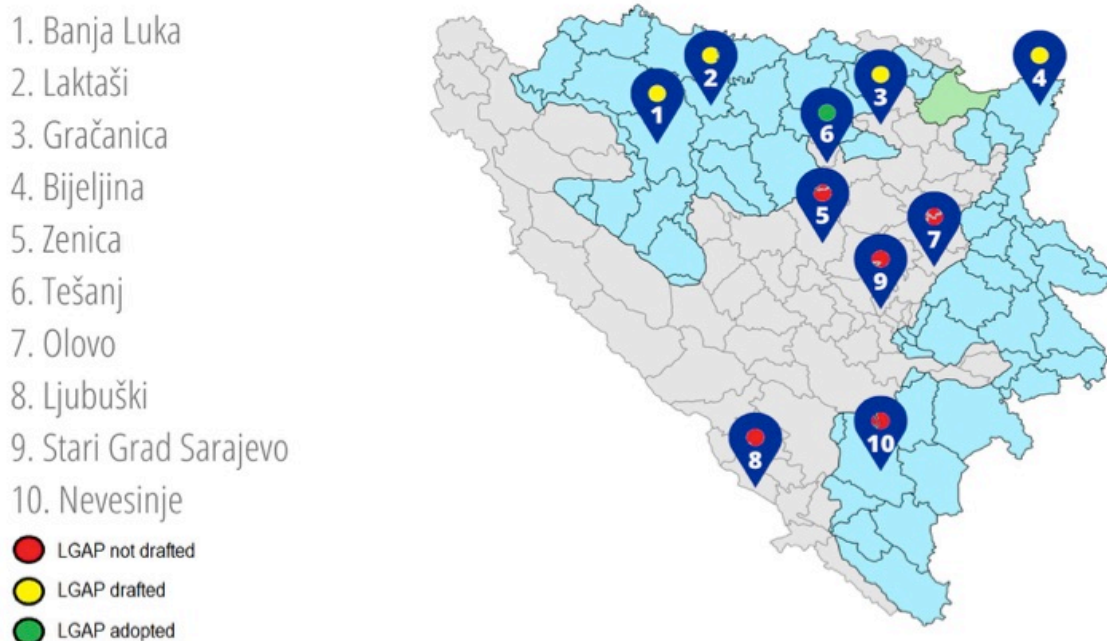 1. Banja Luka
2. Laktaši
3. Gračanica
4. Bijeljina
5. Zenica
6. Tešanj
7. Olovo
8. Ljubuški
9. Stari Grad Sarajevo
10. Nevesinje
LGAP not drafted
LGAP drafted
LGAP adopted
2
4
3
1
6
5
7
9
10
8